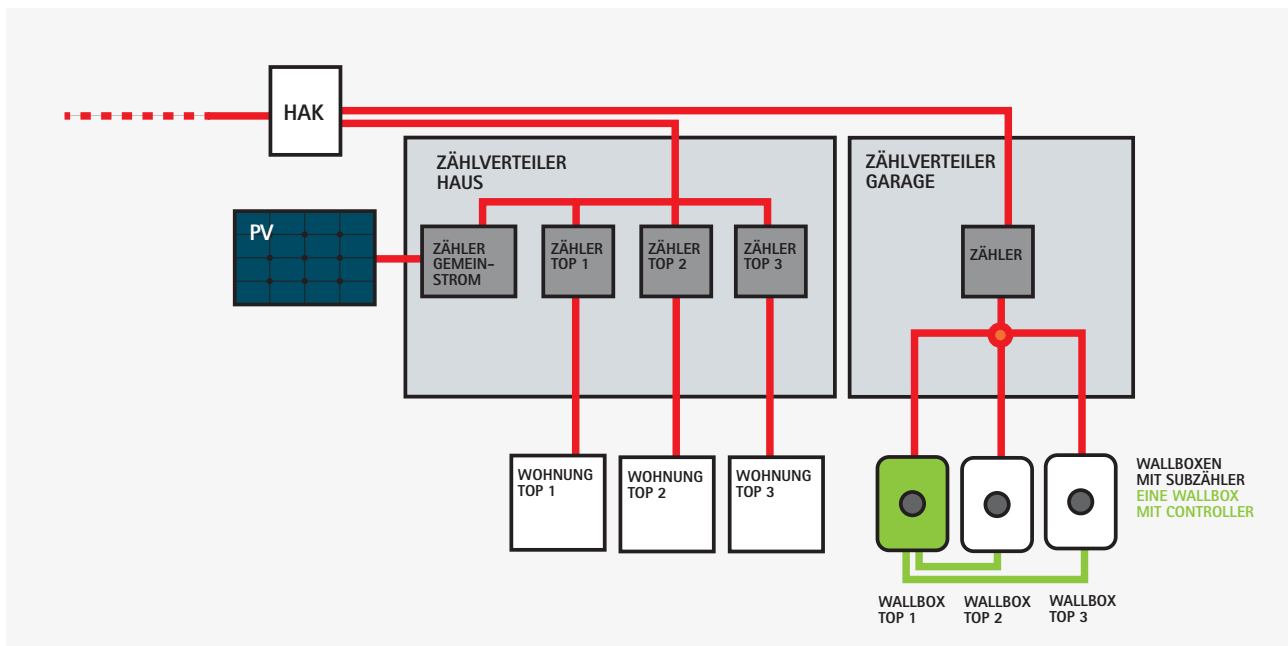 HAK
ZÄHLVERTEILER
HAUS
ZÄHLVERTEILER
GARAGE
PV
ZÄHLER
GEMEIN-
STROM
ZÄHLER
TOP 1
ZÄHLER
TOP 2
ZÄHLER
TOP 3
ZÄHLER
WOHNUNG
TOP 1
WOHNUNG
TOP 2
WOHNUNG
TOP 3
WALLBOXEN
MIT SUBZÄHLER
EINE WALLBOX
MIT CONTROLLER
WALLBOX
TOP 1
WALLBOX
TOP 2
WALLBOX
TOP 3